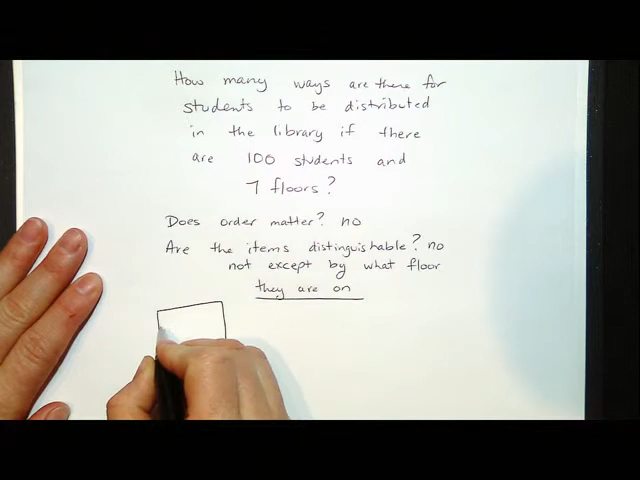 How many ways are there for
students to be distributed
in the library if there
are 100 students and
7 floors?
Does order matter? no
Are the items distinguishable? no
not except by what floor
they are on